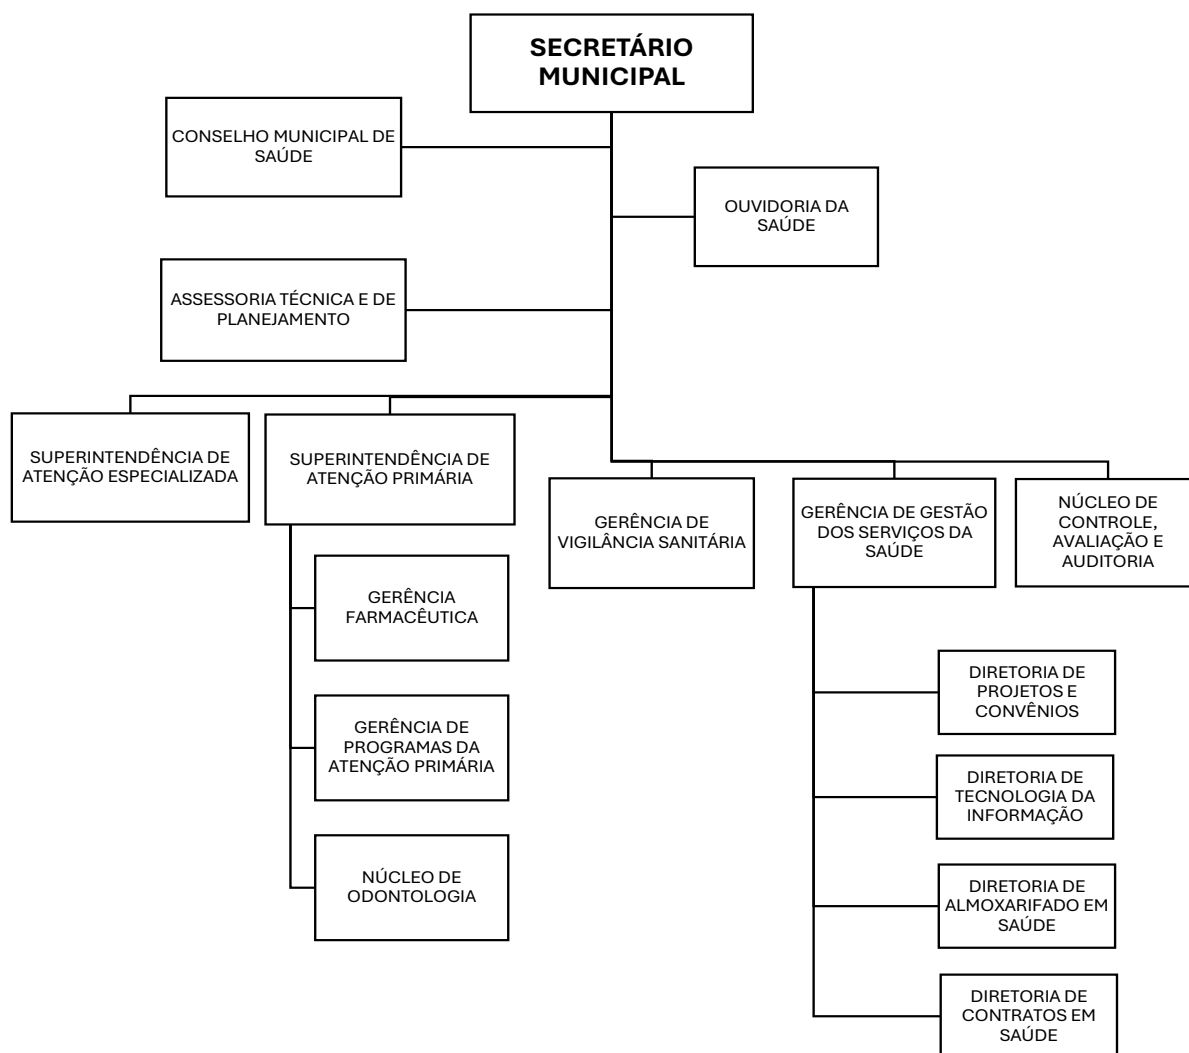 SECRETÁRIO
MUNICIPAL
CONSELHO MUNICIPAL DE
SAÚDE
OUVIDORIA DA
SAÚDE
ASSESSORIA TÉCNICA E DE
PLANEJAMENTO
SUPERINTENDÊNCIA DE
ATENÇÃO ESPECIALIZADA
SUPERINTENDÊNCIA DE
ATENÇÃO PRIMÁRIA
GERÊNCIA DE
VIGILÂNCIA SANITÁRIA
GERÊNCIA DE GESTÃO
DOS SERVIÇOS DA
SAÚDE
NÚCLEO DE
CONTROLE,
AVALIAÇÃO E
AUDITORIA
GERÊNCIA
FARMACÊUTICA
GERÊNCIA DE
PROGRAMAS DA
ATENÇÃO PRIMÁRIA
NÚCLEO DE
ODONTOLOGIA
DIRETORIA DE
PROJETOS E
CONVÊNIOS
DIRETORIA DE
TECNOLOGIA DA
INFORMAÇÃO
DIRETORIA DE
ALMOXARIFADO EM
SAÚDE
DIRETORIA DE
CONTRATOS EM
SAÚDE